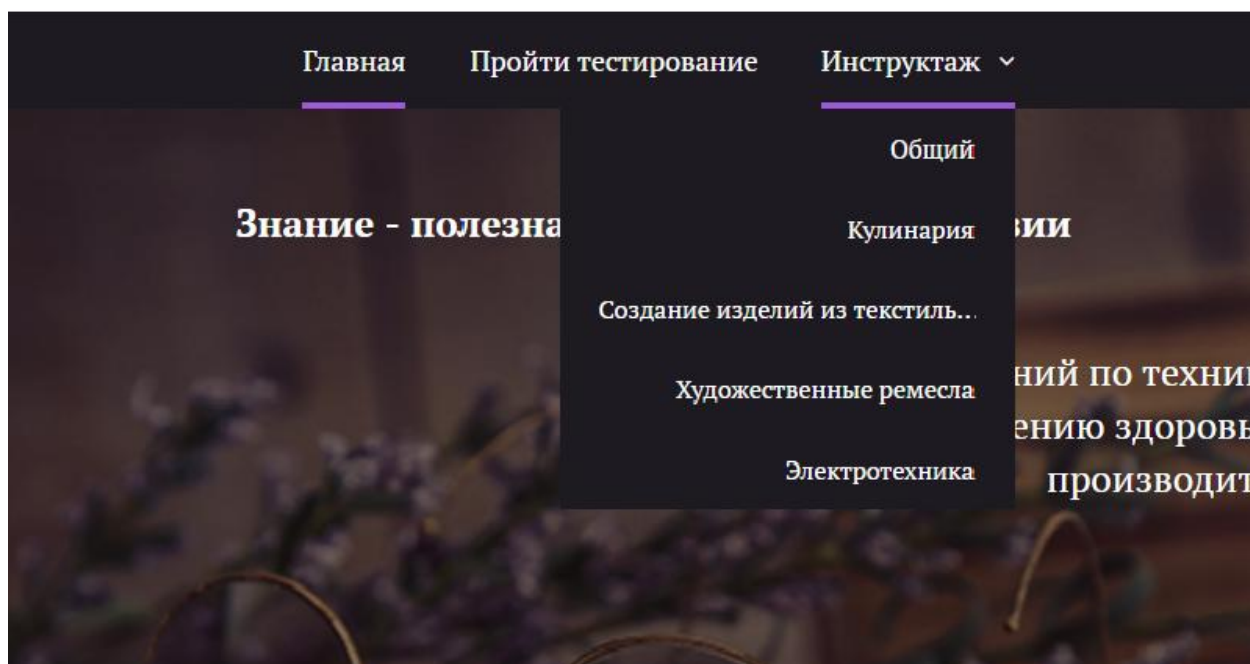 Главная Пройти тестирование Инструктаж
Общий
Знание - полезна вии
Кулинария
Создание изделий из текстиль...
ний по техни
Художественные ремесла
ению здоровь
Электротехника
производит